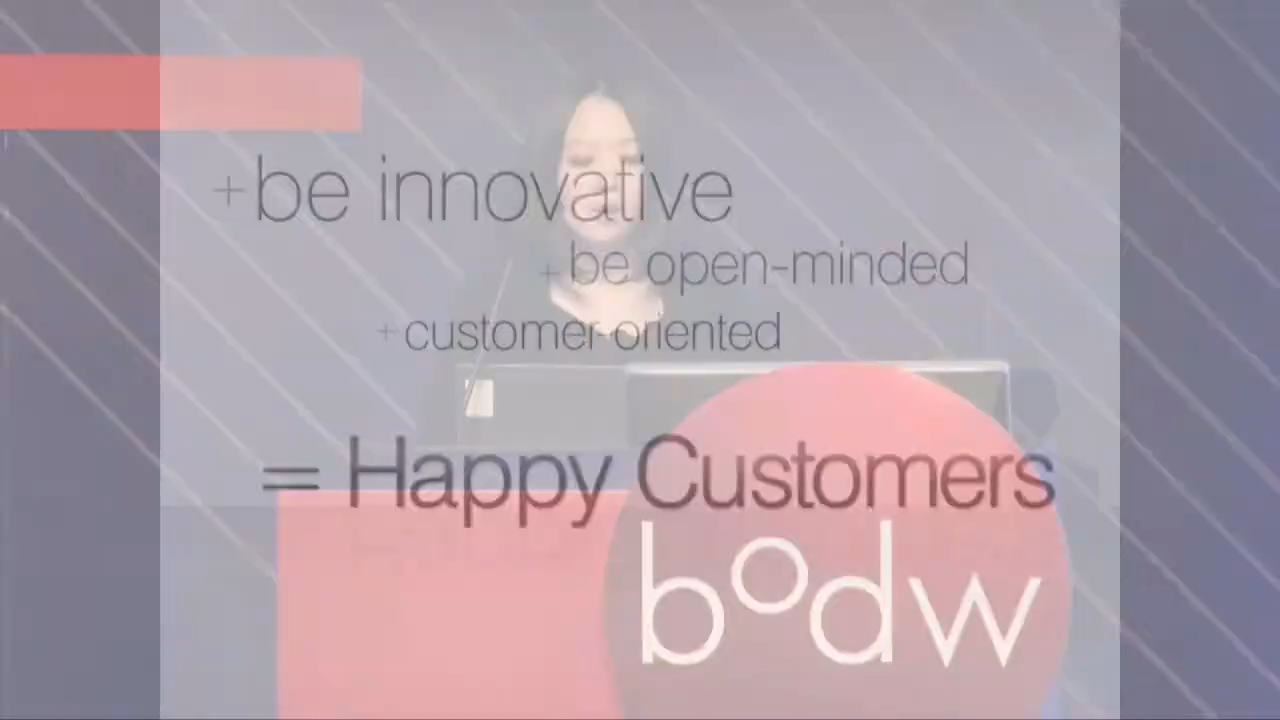 +be innovative
+be open-minded
+customer-oriented
= Happy Customers
bodw